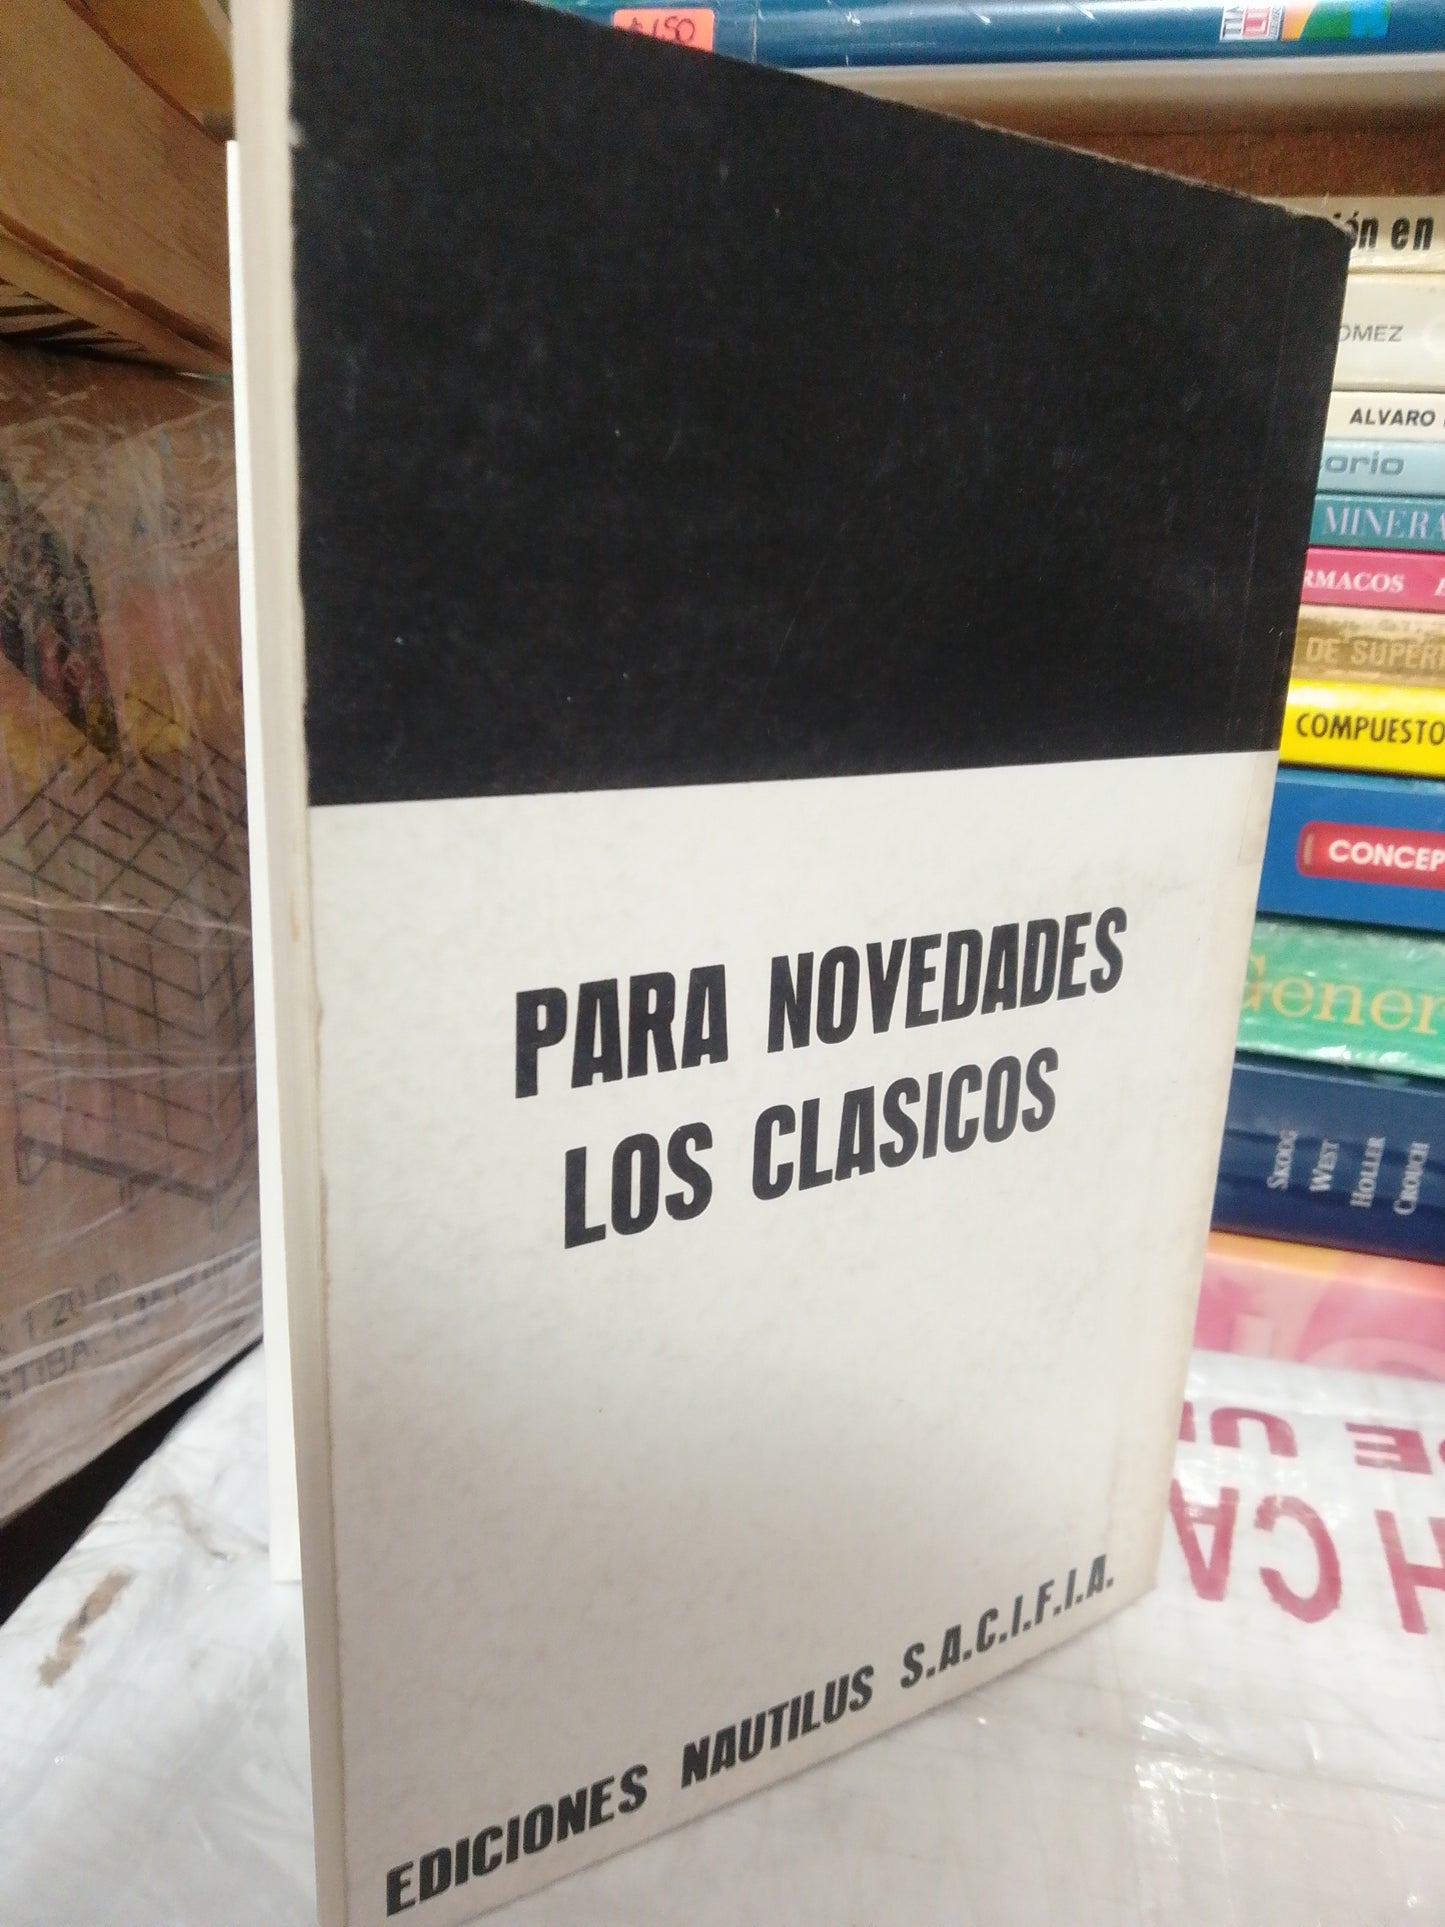 $150
ón en
OMEZ
ALVARO
orio
MINERA
RMACOS
DE SUPER
COMPUESTO
CONCEP
Gener
SKOOG
WEST
HOLLER
CROUCH
PARA NOVEDADES
LOS CLASICOS
EDICIONES NAUTILUS S.A.C.I.F.I.A.